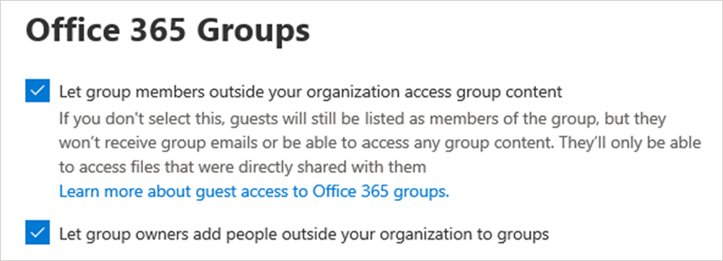 Office 365 Groups
Let group members outside your organization access group content
If you don't select this, guests will still be listed as members of the group, but they
won't receive group emails or be able to access any group content. They'll only be able
to access files that were directly shared with them
Learn more about guest access to Office 365 groups.
Let group owners add people outside your organization to groups